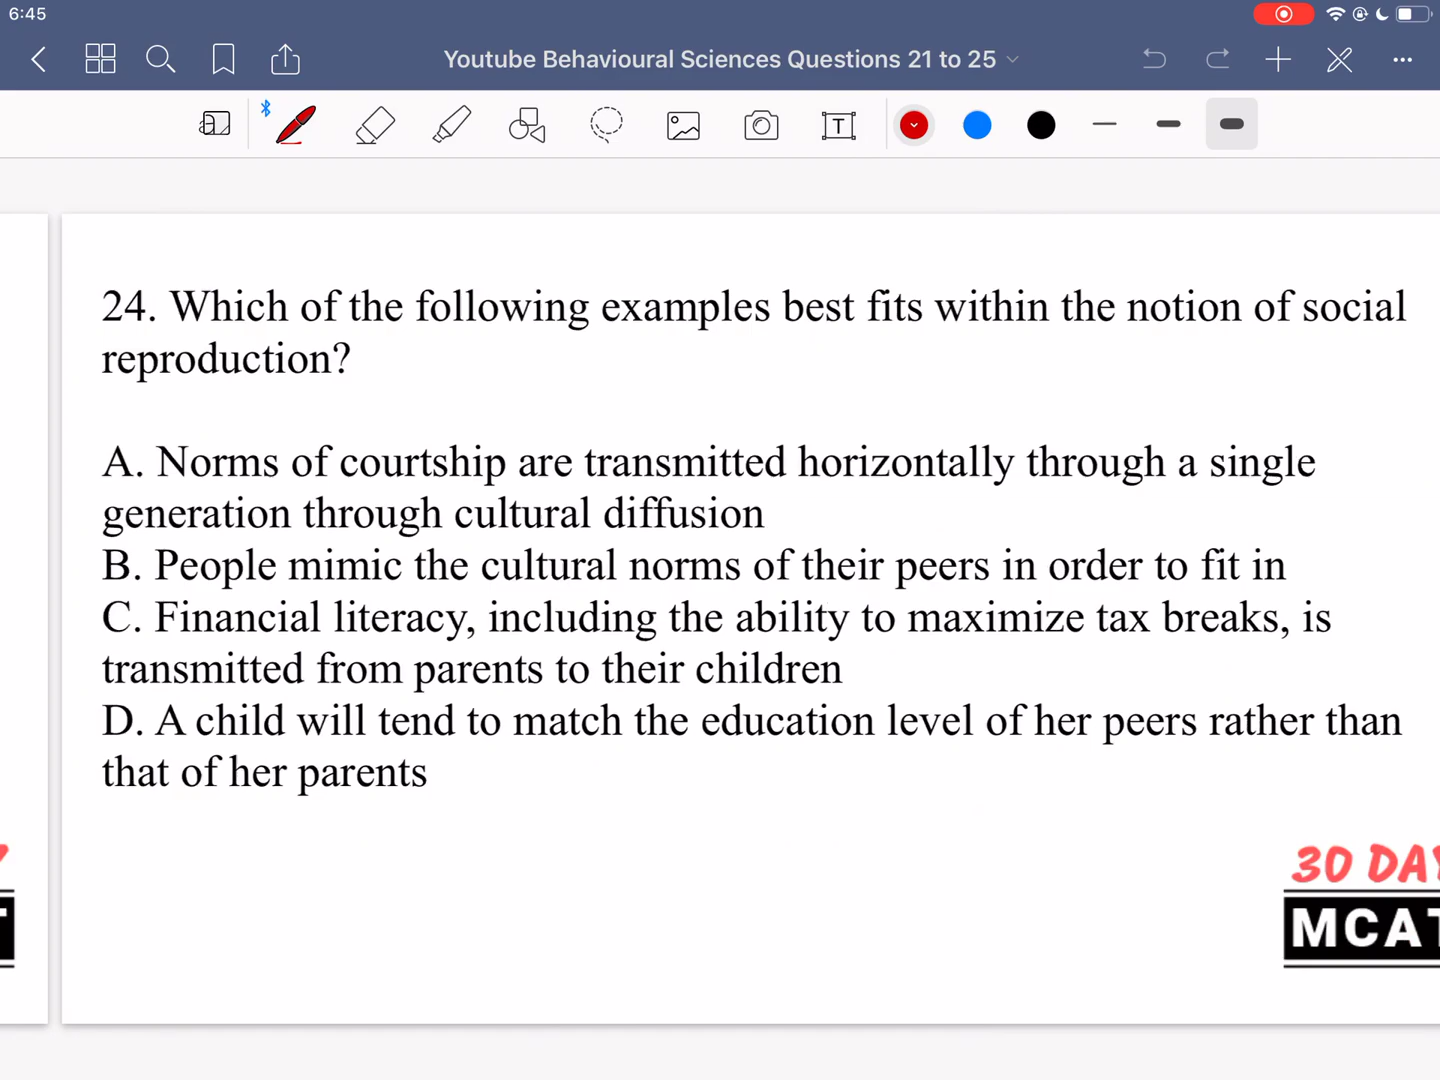 6:45
Youtube Behavioural Sciences Questions 21 to 25
T
24. Which of the following examples best fits within the notion of social
reproduction?
A. Norms of courtship are transmitted horizontally through a single
generation through cultural diffusion
B. People mimic the cultural norms of their peers in order to fit in
C. Financial literacy, including the ability to maximize tax breaks, is
transmitted from parents to their children
D. A child will tend to match the education level of her peers rather than
that of her parents
30 DAY
MCAT